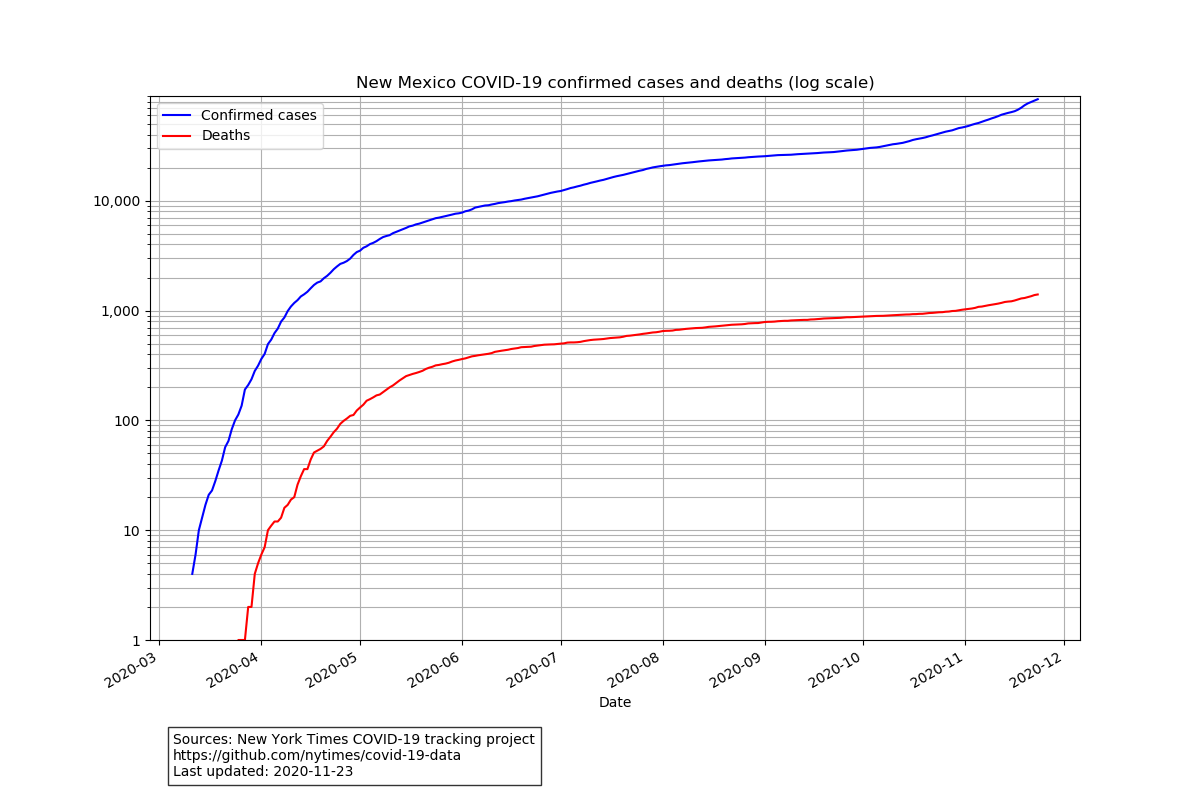 New Mexico COVID-19 confirmed cases and deaths (log scale)
Confirmed cases
Deaths
10,000
1,000
100
10
1
2020-03
2020-04
2020-05
2020-06
2020-07
2020-08
2020-09
2020-10
2020-11
2020-12
Date
Sources: New York Times COVID-19 tracking project
https://github.com/nytimes/covid-19-data
Last updated: 2020-11-23